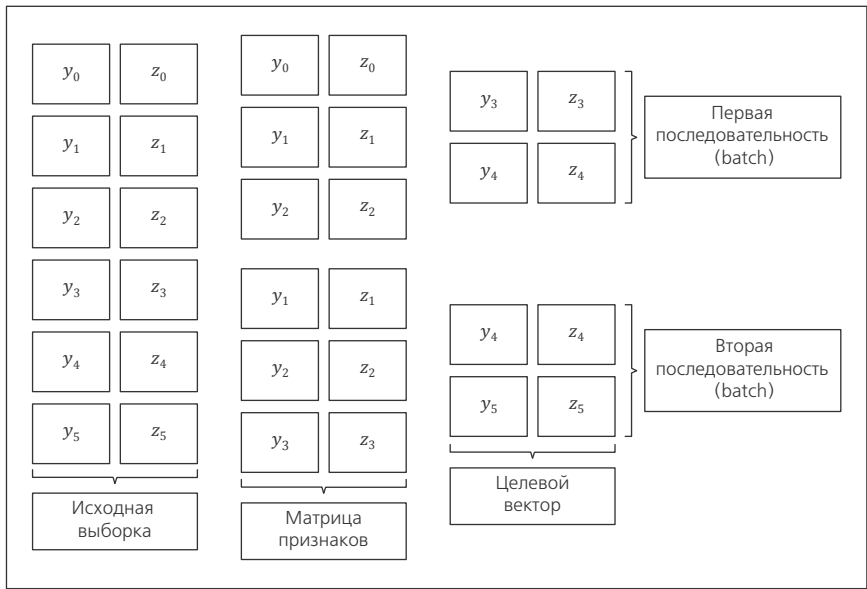 y₀ z₀
y₁ z₁
y₂ z₂
y₃ z₃
y₄ z₄
y₅ z₅
Исходная
выборка
y₀ z₀
y₁ z₁
y₂ z₂
y₁ z₁
y₂ z₂
y₃ z₃
Матрица
признаков
y₃ z₃
y₄ z₄
y₄ z₄
y₅ z₅
Целевой
вектор
Первая
последовательность
(batch)
Вторая
последовательность
(batch)